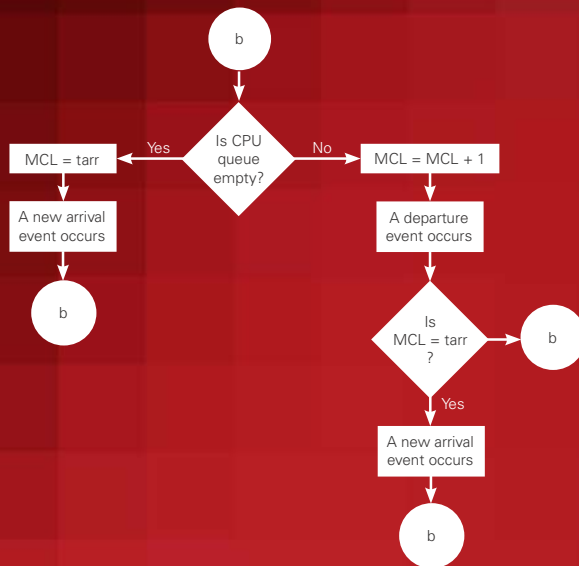 b
Is CPU
queue
empty?
Yes
No
MCL = tarr
MCL = MCL + 1
A new arrival
event occurs
A departure
event occurs
b
Is
MCL = tarr
?
b
Yes
A new arrival
event occurs
b